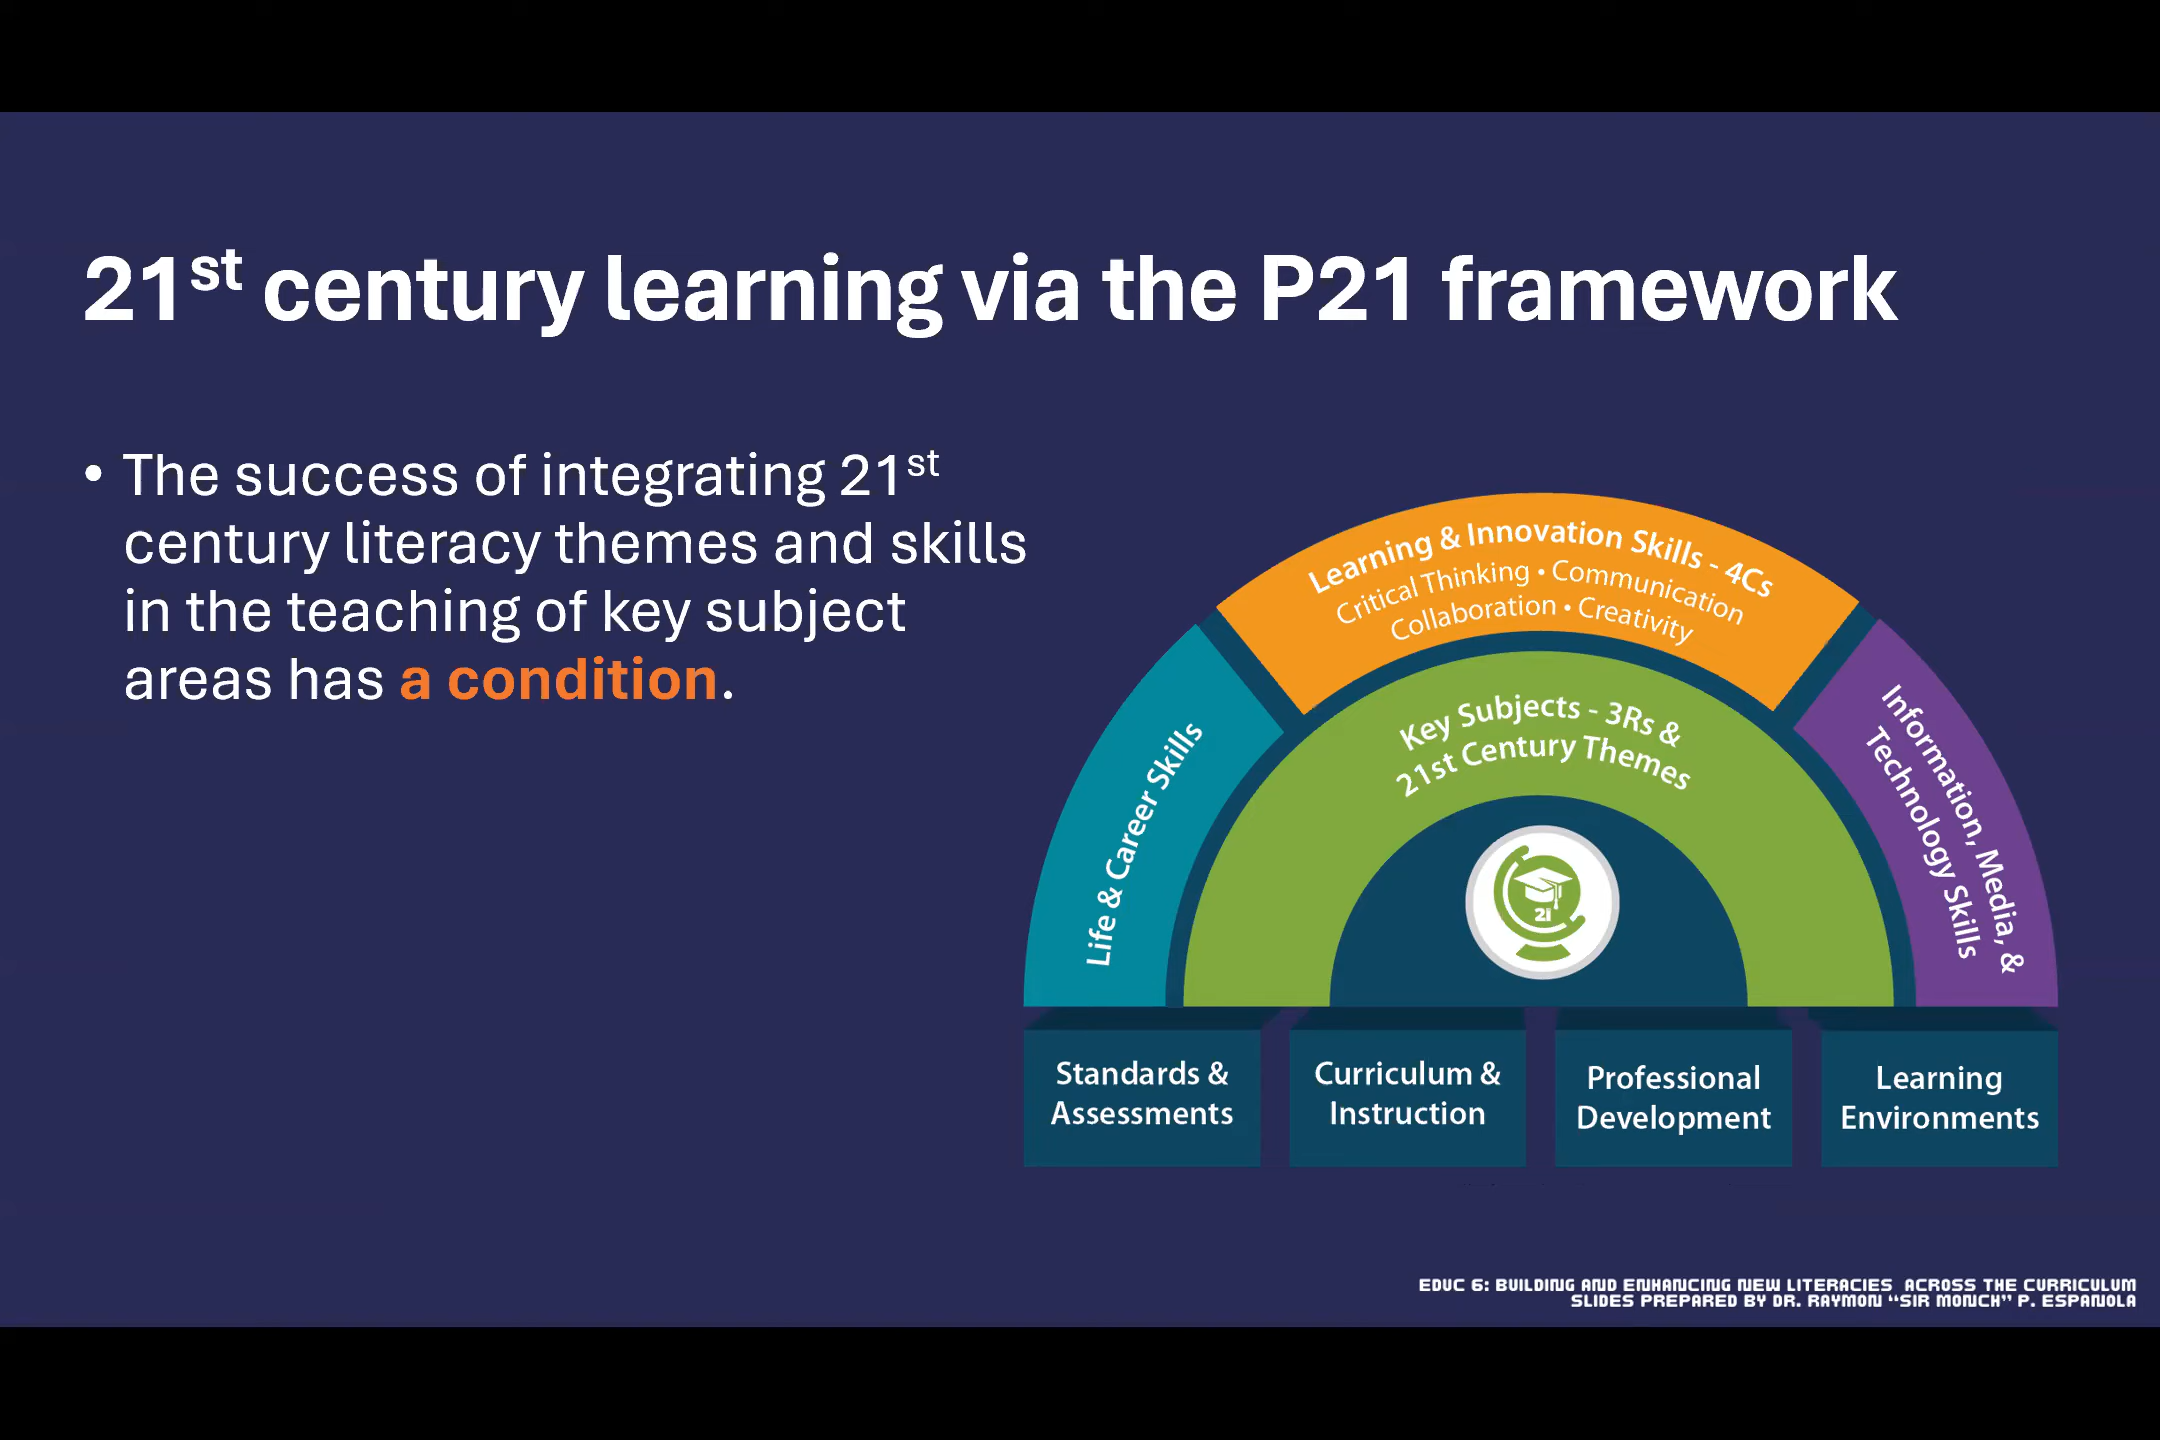 21st century learning via the P21 framework
• The success of integrating 21st
century literacy themes and skills
in the teaching of key subject
areas has a condition.
Learning & Innovation Skills - 4Cs
Critical Thinking • Communication
Collaboration • Creativity
Key Subjects - 3Rs &
21st Century Themes
Life & Career Skills
Information, Media, &
Technology Skills
21
Standards &
Assessments
Curriculum &
Instruction
Professional
Development
Learning
Environments
EDUC 6: BUILDING AND ENHANCING NEW LITERACIES ACROSS THE CURRICULUM
SLIDES PREPARED BY DR. RAYMON “SIR MONCH” P. ESPANOLA